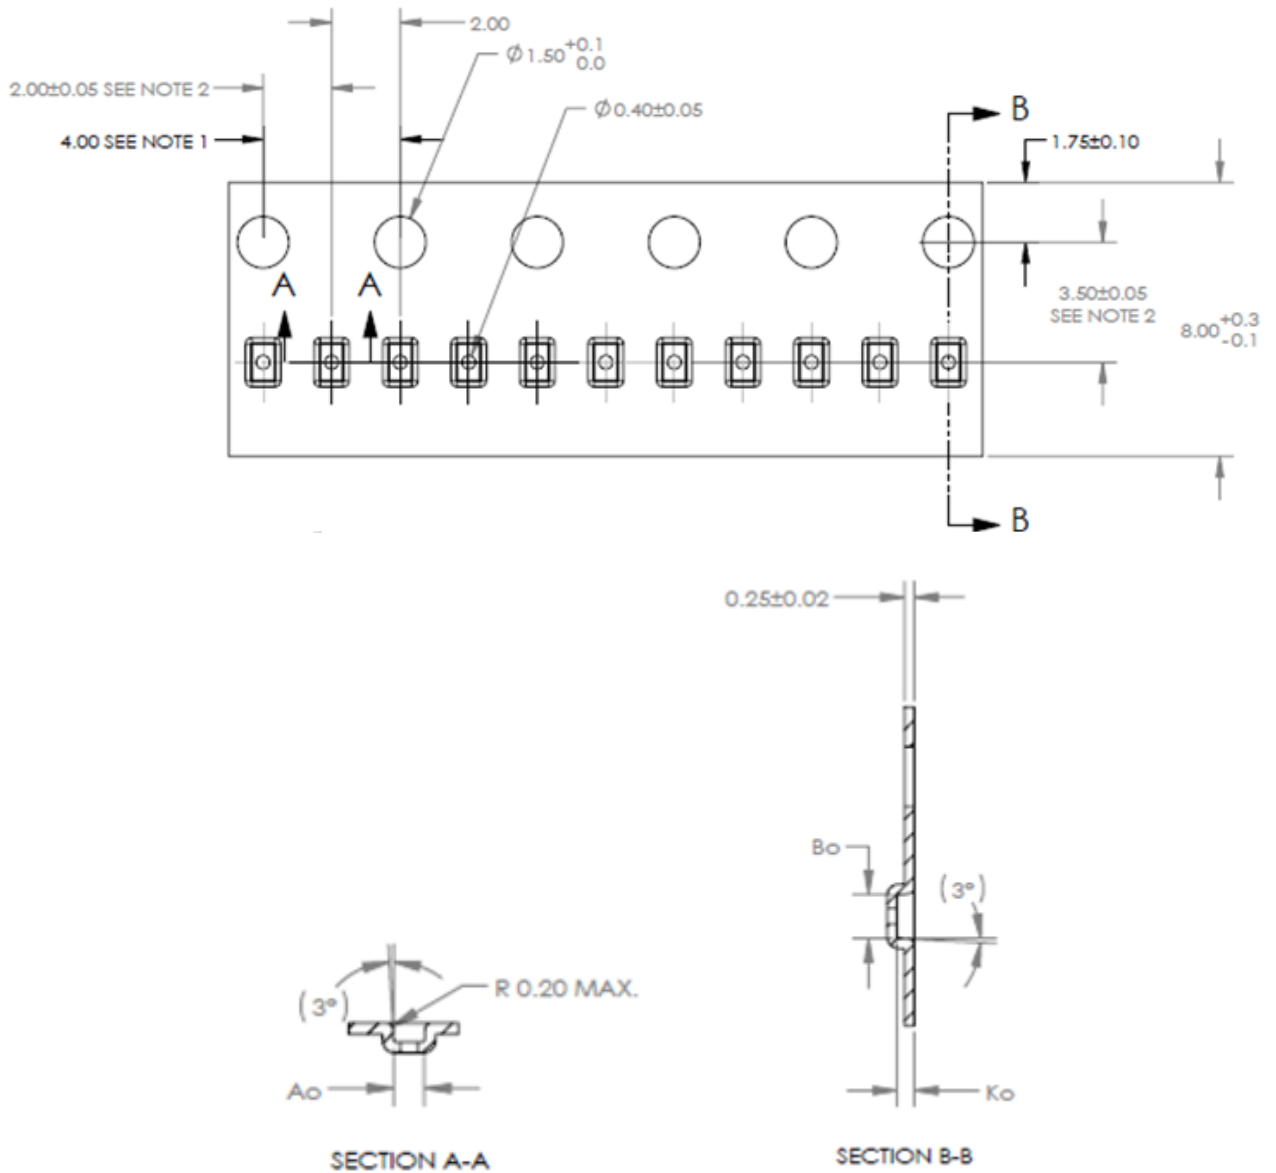 2.00
Ø1.50 +0.1
0.0
2.00±0.05 SEE NOTE 2
Ø0.40±0.05
B
4.00 SEE NOTE 1
1.75±0.10
A A
3.50±0.05
SEE NOTE 2
8.00 +0.3
-0.1
B
0.25±0.02
Bo
(3°)
(3°)
R 0.20 MAX.
Ao
Ko
SECTION A-A
SECTION B-B